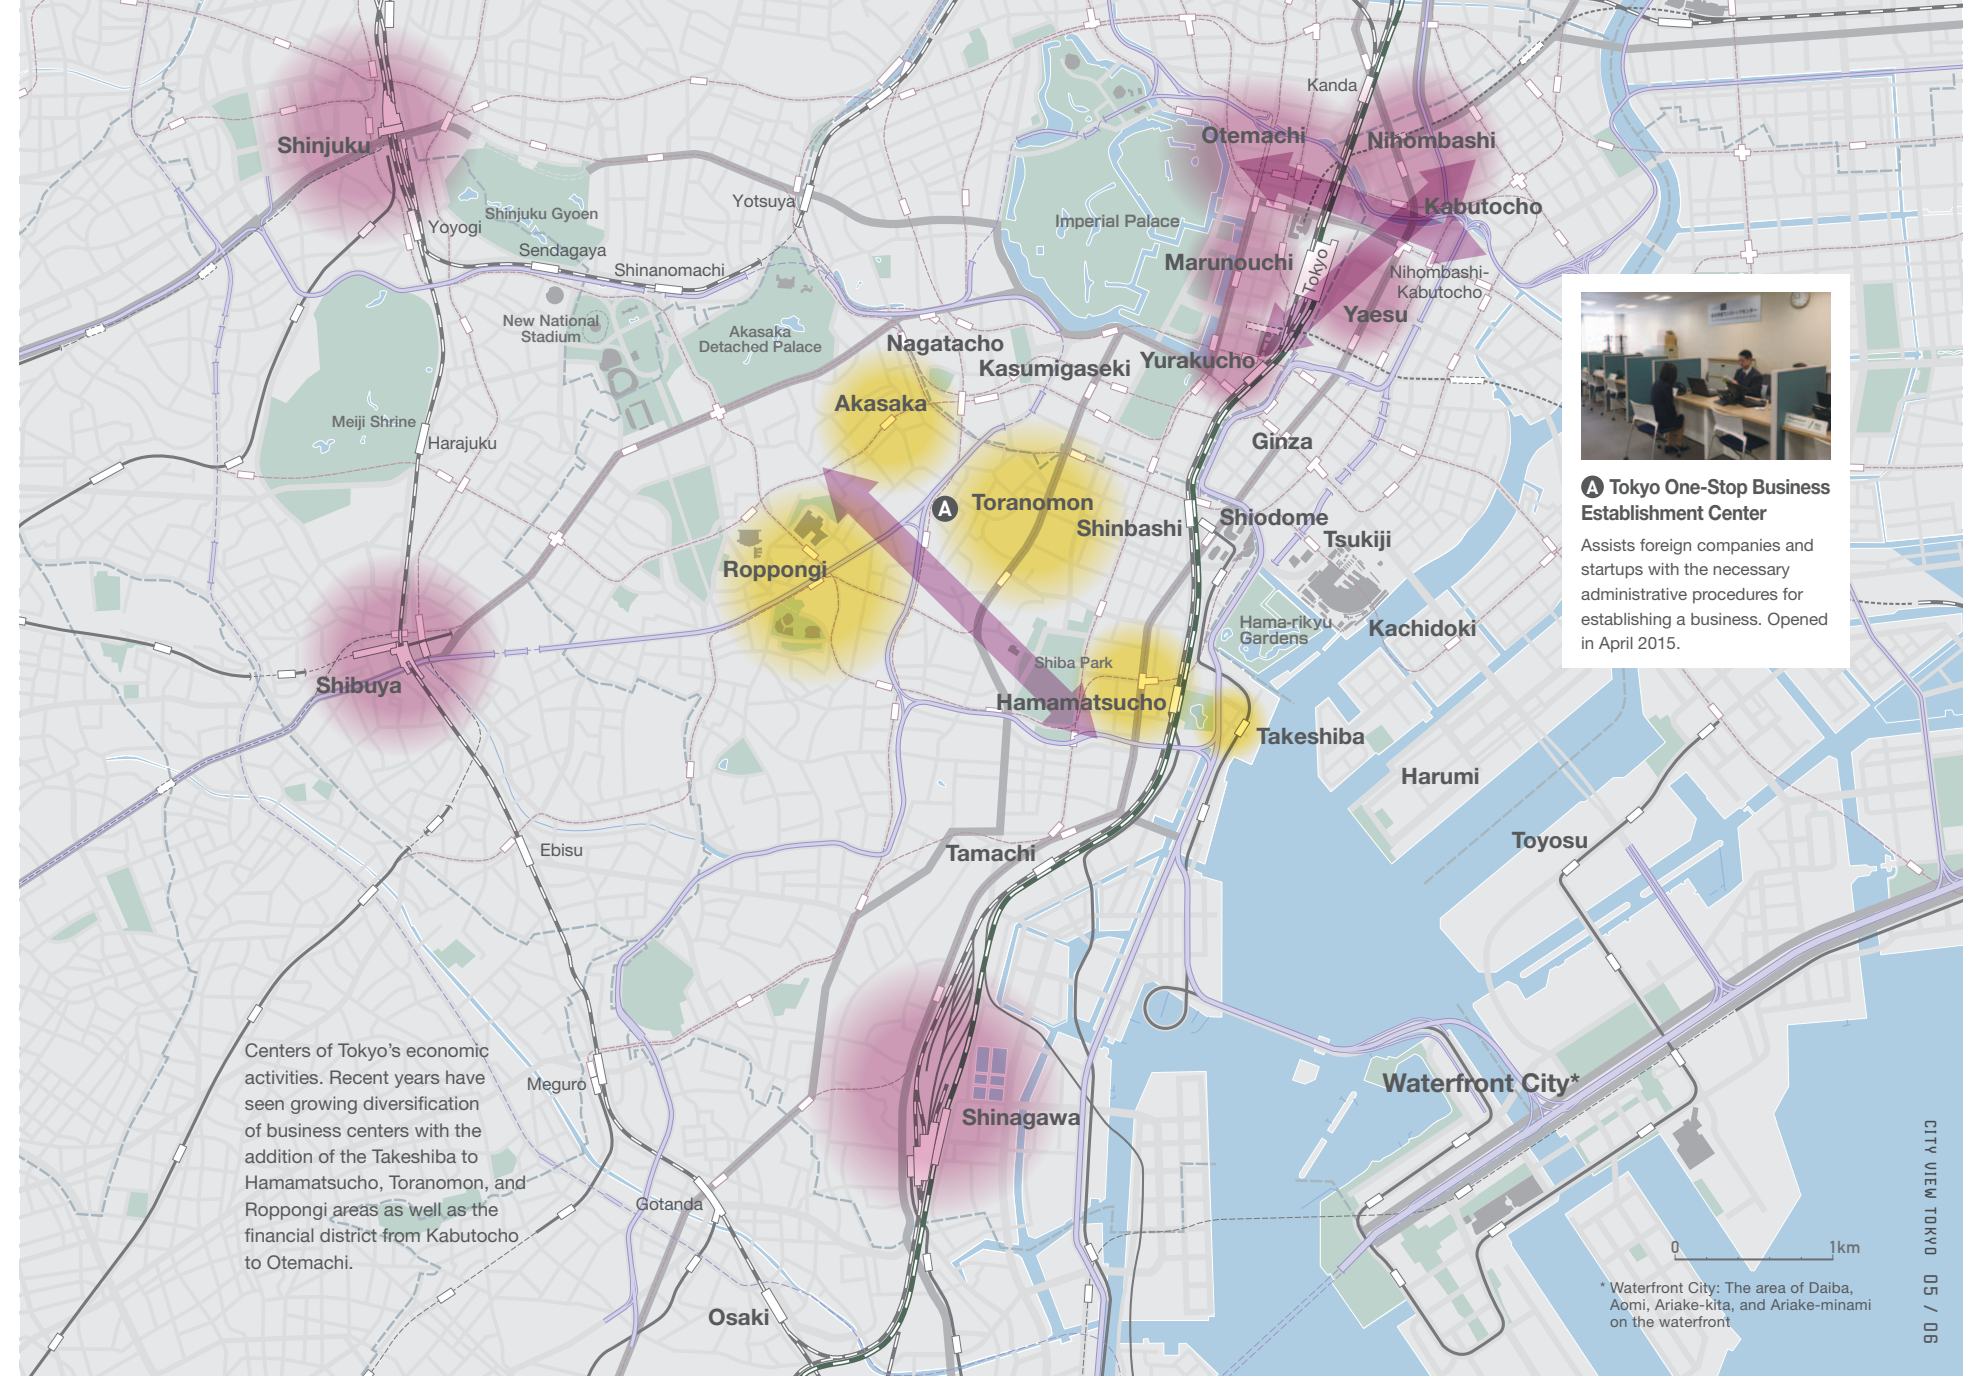 Kanda
Otemachi
Nihombashi
Shinjuku
Yotsuya
Kabutocho
Shinjuku Gyoen
Imperial Palace
Yoyogi
Sendagaya
Marunouchi
Tokyo
Shinanomachi
Nihombashi-
Kabutocho
New National
Stadium
Yaesu
Akasaka
Detached Palace
Nagatacho
Kasumigaseki
Yurakucho
Akasaka
Meiji Shrine
Harajuku
Ginza
A
Toranomon
Shinbashi
Shiodome
Tsukiji
Roppongi
Hama-rikyu
Gardens
Kachidoki
Shiba Park
Shibuya
Hamamatsucho
Takeshiba
Harumi
Toyosu
Tamachi
Ebisu
Meguro
Waterfront City*
Shinagawa
Gotanda
Osaki
A Tokyo One-Stop Business
Establishment Center
Assists foreign companies and
startups with the necessary
administrative procedures for
establishing a business. Opened
in April 2015.
Centers of Tokyo's economic
activities. Recent years have
seen growing diversification
of business centers with the
addition of the Takeshiba to
Hamamatsucho, Toranomon, and
Roppongi areas as well as the
financial district from Kabutocho
to Otemachi.
0 1km
* Waterfront City: The area of Daiba,
Aomi, Ariake-kita, and Ariake-minami
on the waterfront
CITY VIEW TOKYO 05 / 06